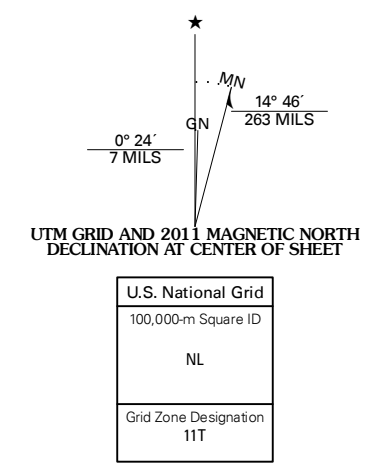 ★
MN
GN
14° 46´
263 MILS
0° 24´
7 MILS
UTM GRID AND 2011 MAGNETIC NORTH
DECLINATION AT CENTER OF SHEET
U.S. National Grid
100,000-m Square ID
NL
Grid Zone Designation
11T